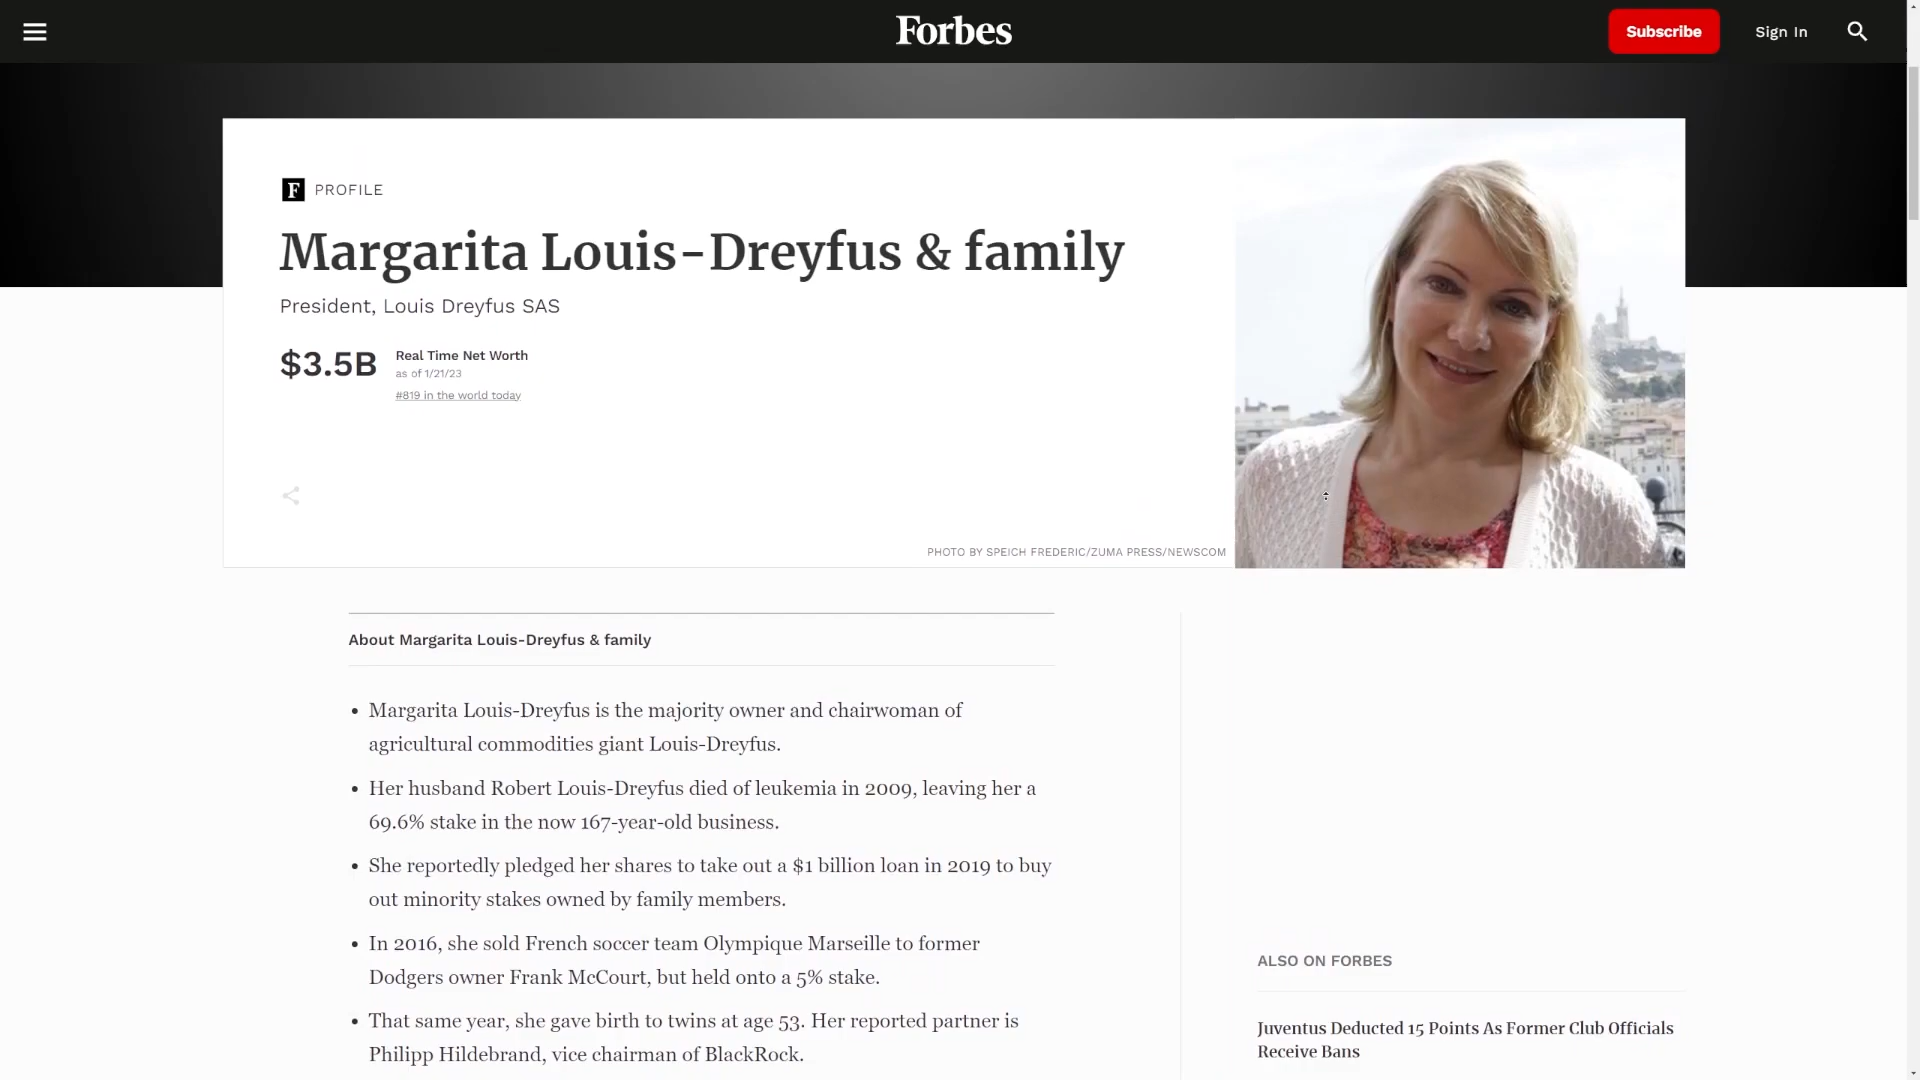 Forbes
Subscribe
Sign In
F PROFILE
Margarita Louis-Dreyfus & family
President, Louis Dreyfus SAS
$3.5B
Real Time Net Worth
as of 1/21/23
#819 in the world today
PHOTO BY SPEICH FREDERIC/ZUMA PRESS/NEWSCOM
About Margarita Louis-Dreyfus & family
• Margarita Louis-Dreyfus is the majority owner and chairwoman of
agricultural commodities giant Louis-Dreyfus.
• Her husband Robert Louis-Dreyfus died of leukemia in 2009, leaving her a
69.6% stake in the now 167-year-old business.
• She reportedly pledged her shares to take out a $1 billion loan in 2019 to buy
out minority stakes owned by family members.
• In 2016, she sold French soccer team Olympique Marseille to former
Dodgers owner Frank McCourt, but held onto a 5% stake.
• That same year, she gave birth to twins at age 53. Her reported partner is
Philipp Hildebrand, vice chairman of BlackRock.
ALSO ON FORBES
Juventus Deducted 15 Points As Former Club Officials
Receive Bans